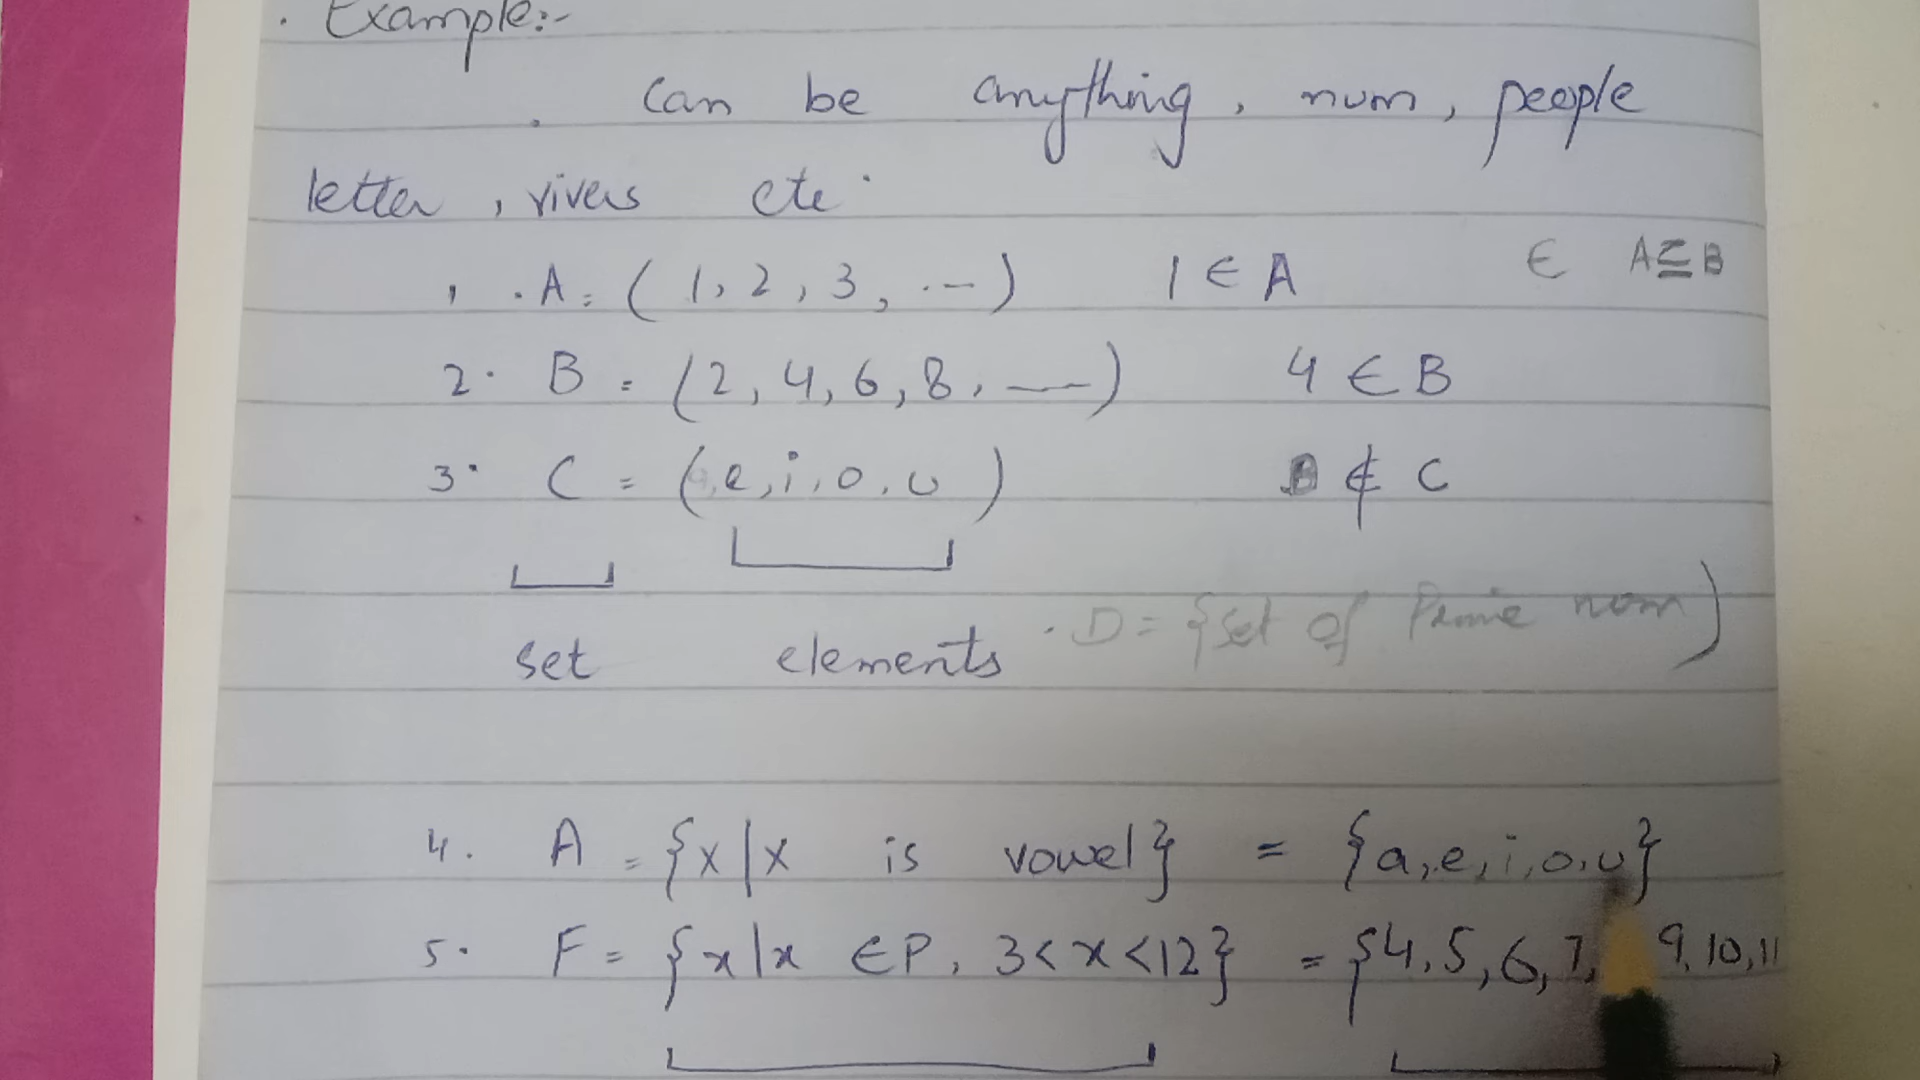 . Example:-
. can be anything, num, people
letter, rivers etc.
1. A = (1, 2, 3, ...) 1 ∈ A ∈ A ⊆ B
2. B = (2, 4, 6, 8, —) 4 ∈ B
3. C = (a, e, i, o, u) B ∉ C
set elements . D = {set of Prime num)
4. A = {x|x is vowel} = {a, e, i, o, u}
5. F = {x|x ∈ P, 3<x<12} = {4, 5, 6, 7, 9, 10, 11